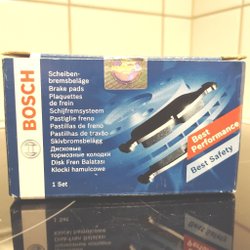 BOSCH
Scheiben-
bremsbeläge
Brake pads
Plaquettes
de frein
Schijfremsysteem
Pastiglie freno
Pastillas de freno
Pastilhas de travão
Skivbromsbelägg
Дисковые
тормозные колодки
Disk Fren Balatası
Klocki hamulcowe
1 Set
Best
Performance
Best Safety